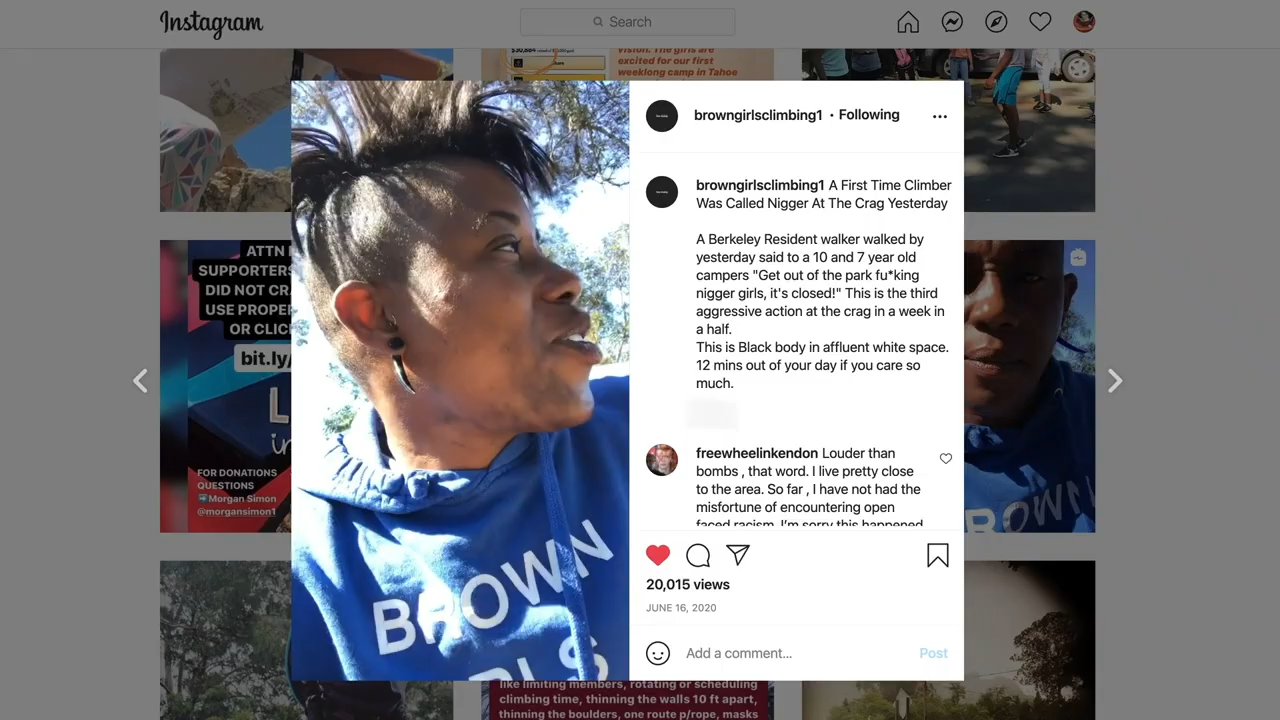 Instagram
Search
$30,884
Share
vision. The girls are
excited for our first
weeklong camp in Tahoe
browngirlsclimbing1 • Following
browngirlsclimbing1 A First Time Climber
Was Called Nigger At The Crag Yesterday
A Berkeley Resident walker walked by
yesterday said to a 10 and 7 year old
campers "Get out of the park fu*king
nigger girls, it's closed!" This is the third
aggressive action at the crag in a week in
a half.
This is Black body in affluent white space.
12 mins out of your day if you care so
much.
freewheelinkendon Louder than
bombs , that word. I live pretty close
to the area. So far , I have not had the
misfortune of encountering open
faced racism. I'm sorry this happened
20,015 views
JUNE 16, 2020
Add a comment...
Post
ATTN
SUPPORTERS
DID NOT
USE
OR
bit.ly/
FOR DONATIONS
QUESTIONS
Morgan Simon
@morgansimon1
BROWN
BROWN
like limiting members, rotating or scheduling
climbing time, thinning the walls 10 ft apart,
thinning the boulders, one route p/rope, masks